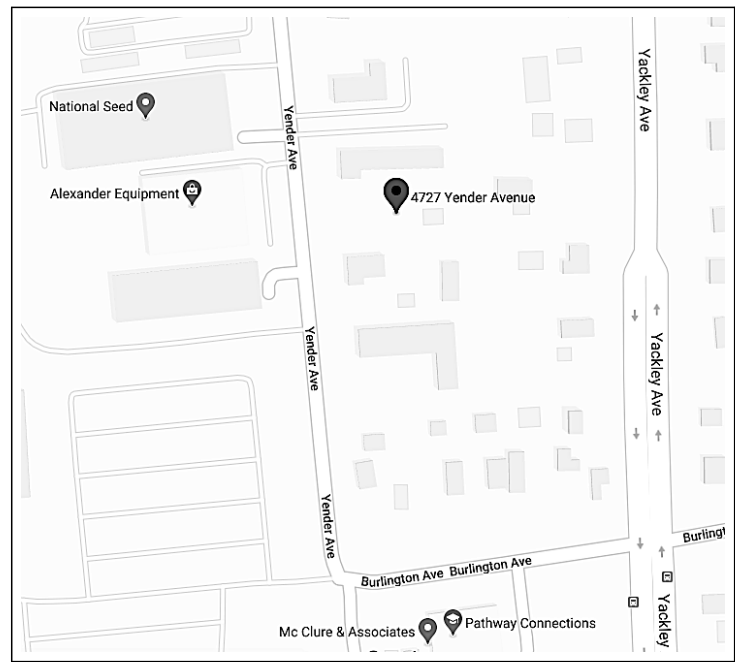 Yackley Ave
National Seed
Yender Ave
Alexander Equipment
4727 Yender Avenue
Yender Ave
Yackley Ave
Yender Ave
Burlingt
Burlington Ave Burlington Ave
Yackley
Pathway Connections
Mc Clure & Associates